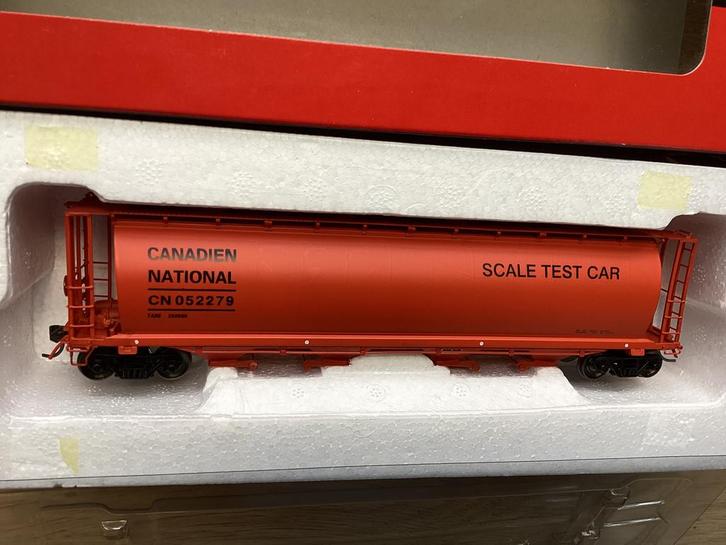 CANADIEN
NATIONAL
CN 052279
SCALE TEST CAR